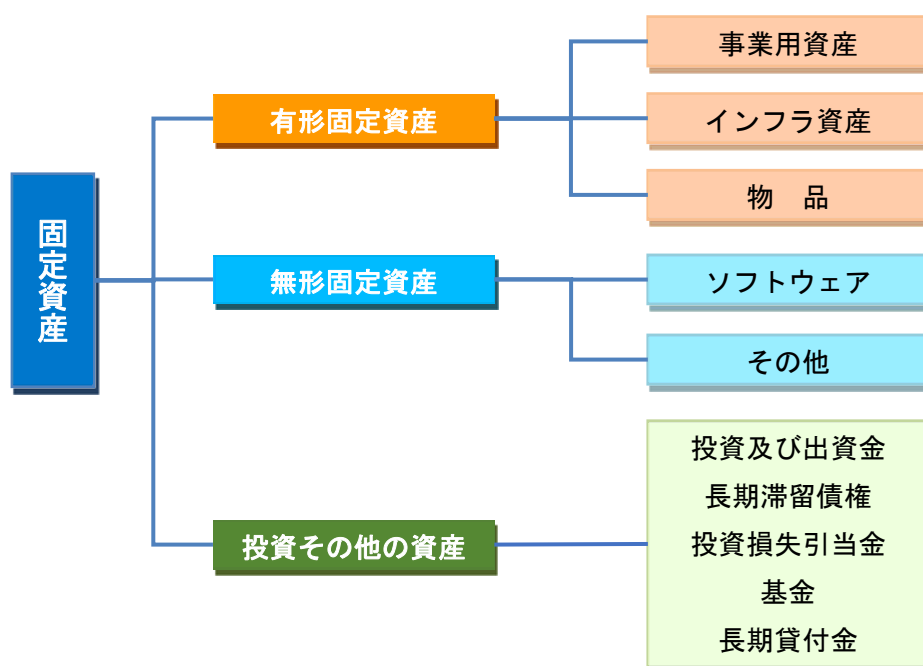 固定資産
有形固定資産
事業用資産
インフラ資産
物　品
無形固定資産
ソフトウェア
その他
投資その他の資産
投資及び出資金
長期滞留債権
投資損失引当金
基金
長期貸付金